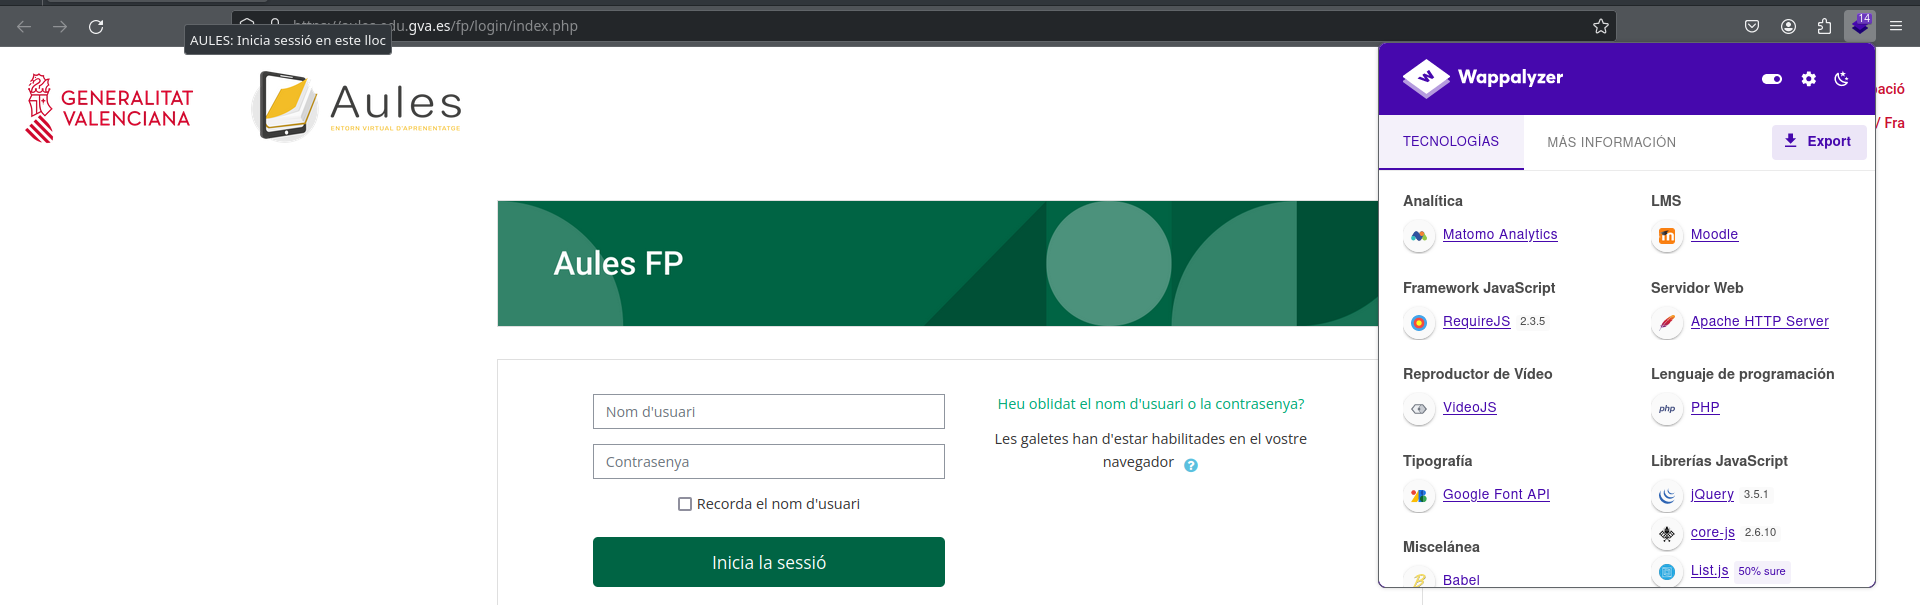 https://aules.edu.gva.es/fp/login/index.php
AULES: Inicia sessió en este lloc
14
GENERALITAT
VALENCIANA
Aules
ENTORN VIRTUAL D'APRENENTATGE
Aules FP
Nom d'usuari
Contrasenya
Recorda el nom d'usuari
Inicia la sessió
Heu oblidat el nom d'usuari o la contrasenya?
Les galetes han d'estar habilitades en el vostre
navegador ?
Wappalyzer
TECNOLOGÍAS
MÁS INFORMACIÓN
Export
Analítica
Matomo Analytics
Framework JavaScript
RequireJS 2.3.5
Reproductor de Vídeo
VideoJS
Tipografía
Google Font API
Miscelánea
Babel
LMS
Moodle
Servidor Web
Apache HTTP Server
Lenguaje de programación
php PHP
Librerías JavaScript
jQuery 3.5.1
core-js 2.6.10
List.js 50% sure
ació
/ Fra